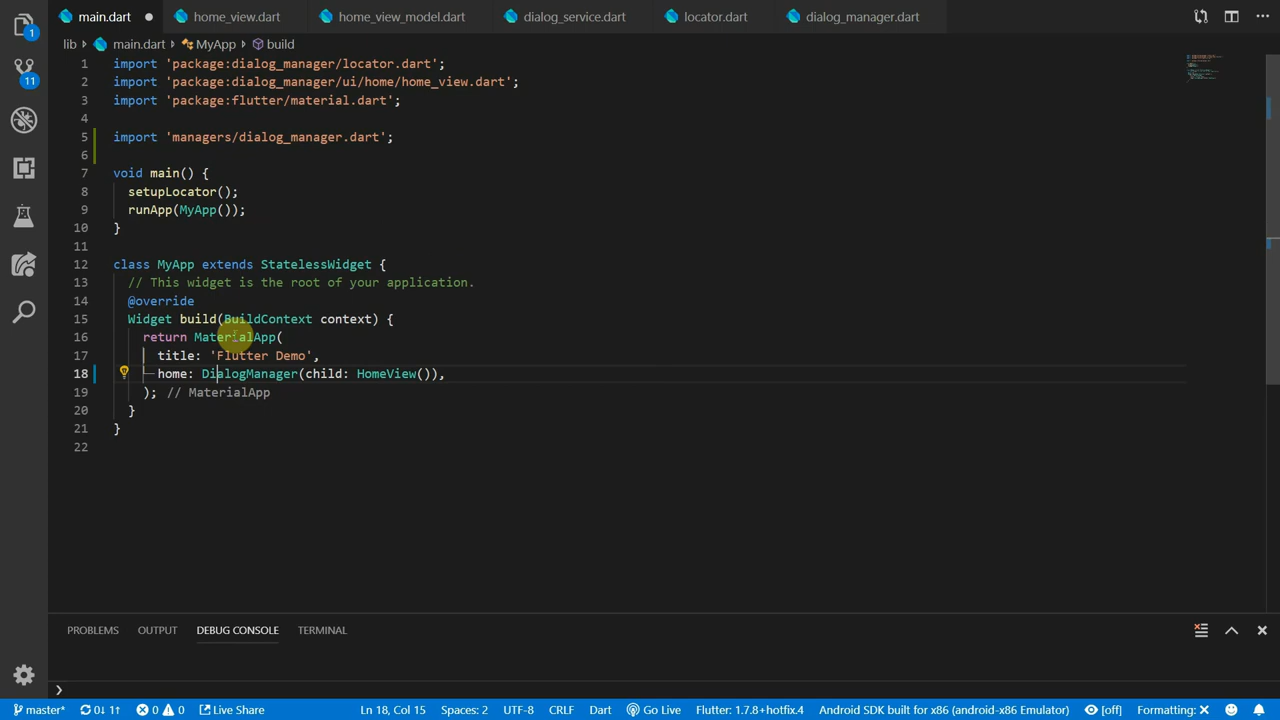 main.dart home_view.dart home_view_model.dart dialog_service.dart locator.dart dialog_manager.dart
lib main.dart MyApp build
1 import 'package:dialog_manager/locator.dart';
2 import 'package:dialog_manager/ui/home/home_view.dart';
3 import 'package:flutter/material.dart';
4
5 import 'managers/dialog_manager.dart';
6
7 void main() {
8 setupLocator();
9 runApp(MyApp());
10 }
11
12 class MyApp extends StatelessWidget {
13 // This widget is the root of your application.
14 @override
15 Widget build(BuildContext context) {
16 return MaterialApp(
17 title: 'Flutter Demo',
18 home: DialogManager(child: HomeView()),
19 ); // MaterialApp
20 }
21 }
22
1
11
PROBLEMS OUTPUT DEBUG CONSOLE TERMINAL
master* 0↓ 1↑ 0 0 Live Share Ln 18, Col 15 Spaces: 2 UTF-8 CRLF Dart Go Live Flutter: 1.7.8+hotfix.4 Android SDK built for x86 (android-x86 Emulator) [off] Formatting: ✕